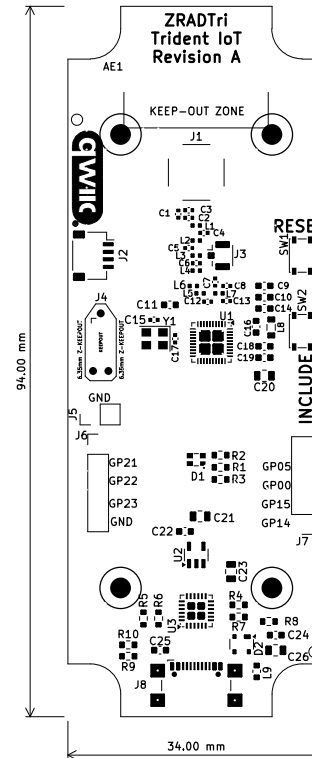 ZRADTri
Trident IoT
Revision A
AE1
KEEP-OUT ZONE
J1
qwiic
C1
C3
C2
L1
C4
L2
C5
L3
C6
L4
J2
J3
RESE
SW1
J4
6.35mm Z-KEEPOUT
KEEPOUT
6.35mm Z-KEEPOUT
L6
L5
C12
C7
C8
L7
C13
C9
C10
C14
C11
C15
Y1
C17
U1
C16
L8
C18
C19
C20
SW2
INCLUDE
94.00 mm
GND
J5
J6
GP21
GP22
GP23
GND
D1
R2
R1
R3
GP05
GP00
GP15
GP14
J7
C21
C22
U2
C23
R5
R6
R4
U3
R10
R9
C25
R7
D2
R8
C24
C26
L9
J8
34.00 mm